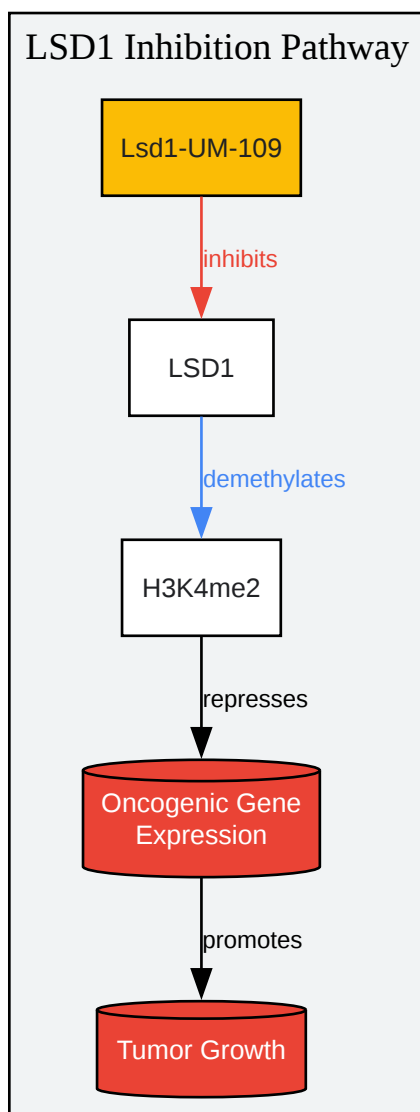 LSD1 Inhibition Pathway
Lsd1-UM-109
inhibits
LSD1
demethylates
H3K4me2
represses
Oncogenic Gene
Expression
promotes
Tumor Growth